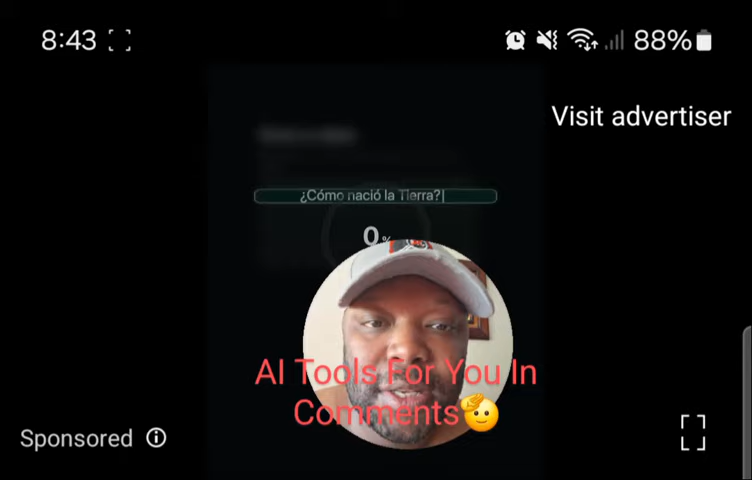 8:43
88%
Visit advertiser
¿Cómo nació la Tierra?
0%
AI Tools For You In
Comments🫡
Sponsored